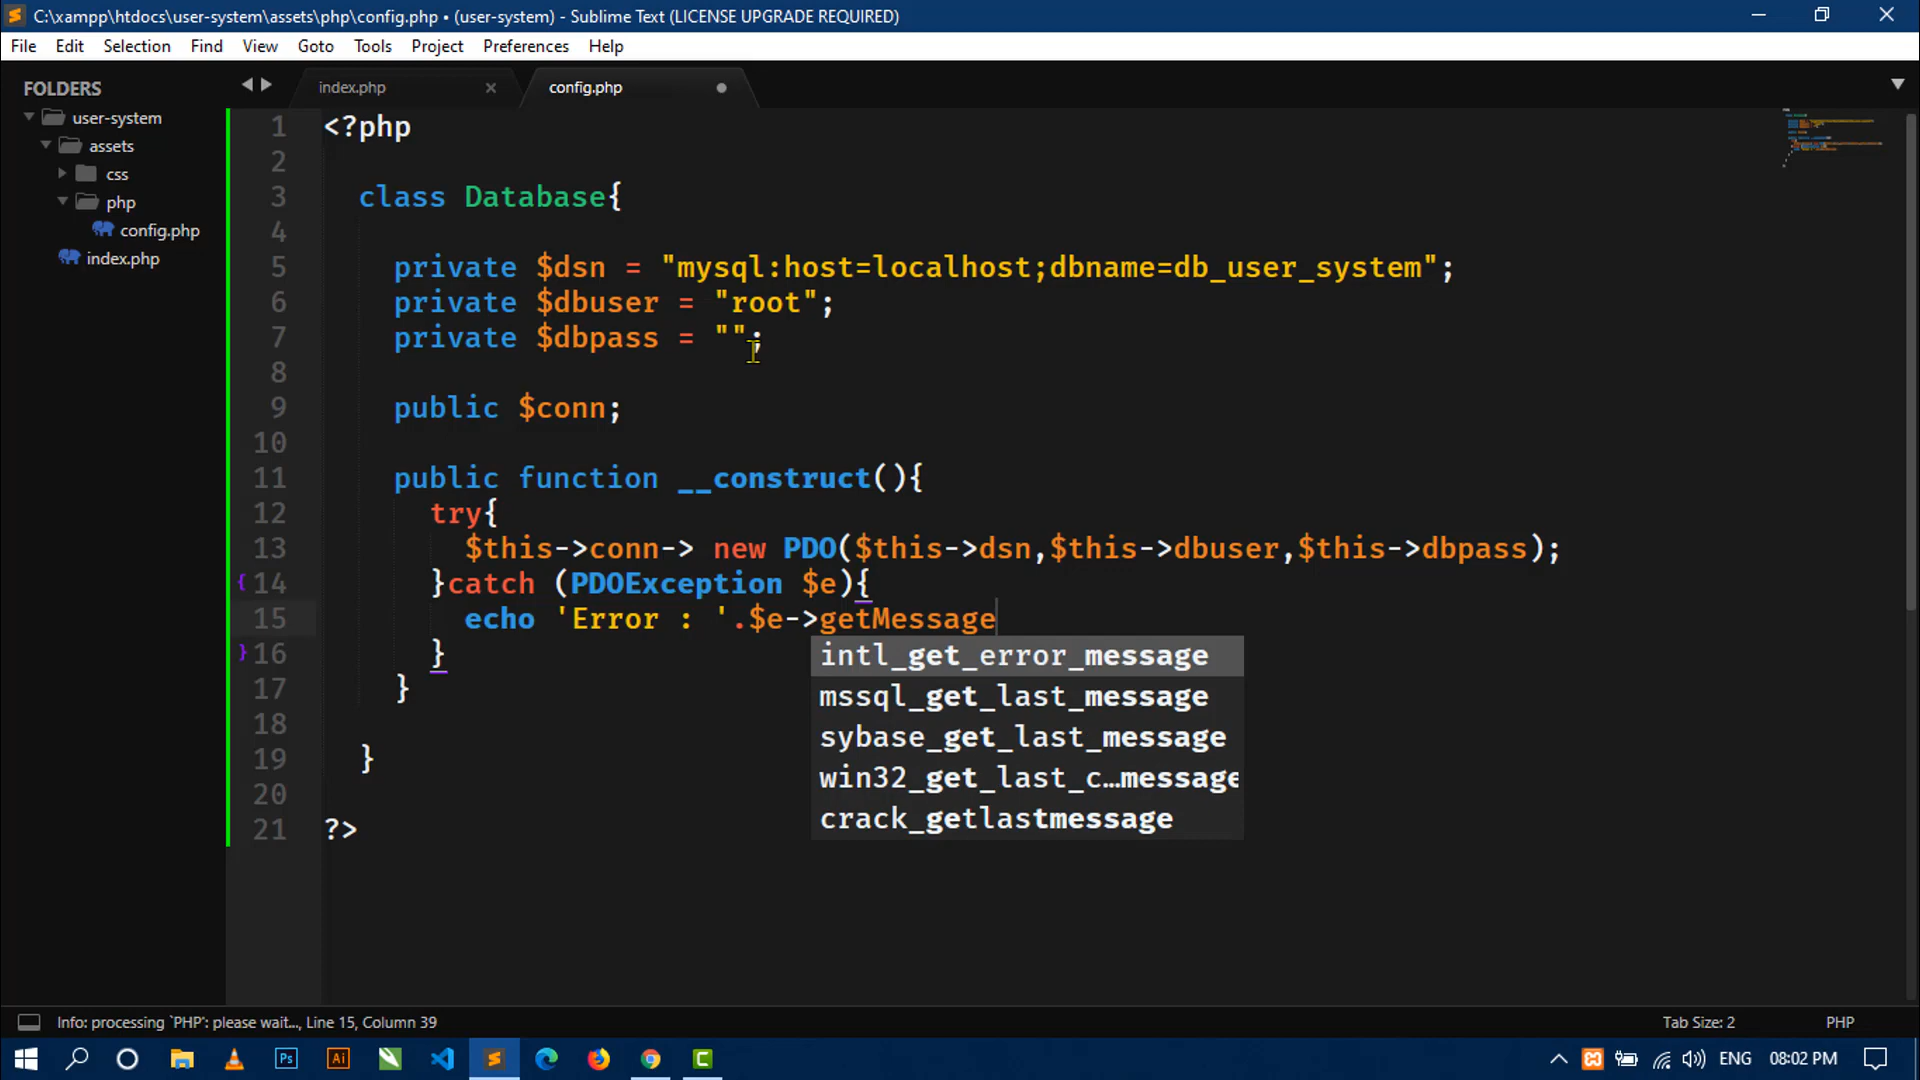 C:\xampp\htdocs\user-system\assets\php\config.php • (user-system) - Sublime Text (LICENSE UPGRADE REQUIRED)
File Edit Selection Find View Goto Tools Project Preferences Help
FOLDERS
user-system
assets
css
php
config.php
index.php
index.php
config.php
1 <?php
2
3 class Database{
4
5 private $dsn = "mysql:host=localhost;dbname=db_user_system";
6 private $dbuser = "root";
7 private $dbpass = "";
8
9 public $conn;
10
11 public function __construct(){
12 try{
13 $this->conn-> new PDO($this->dsn,$this->dbuser,$this->dbpass);
14 }catch (PDOException $e){
15 echo 'Error : '.$e->getMessage
16 }
17 }
18
19 }
20
21 ?>
intl_get_error_message
mssql_get_last_message
sybase_get_last_message
win32_get_last_c…message
crack_getlastmessage
Info: processing `PHP`: please wait…, Line 15, Column 39
Tab Size: 2
PHP
Ps
Ai
C
ENG
08:02 PM